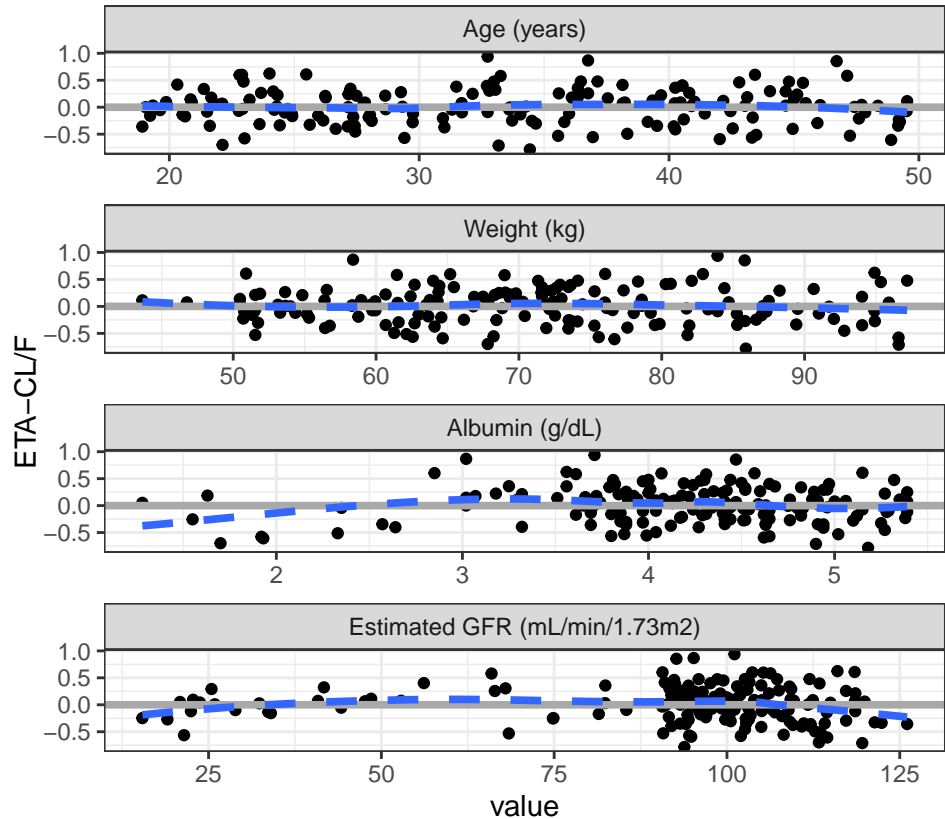 Age (years)
1.0
0.5
0.0
−0.5
20 30 40 50
Weight (kg)
1.0
0.5
0.0
−0.5
50 60 70 80 90
Albumin (g/dL)
1.0
0.5
0.0
−0.5
2 3 4 5
Estimated GFR (mL/min/1.73m2)
1.0
0.5
0.0
−0.5
25 50 75 100 125
ETA−CL/F
value